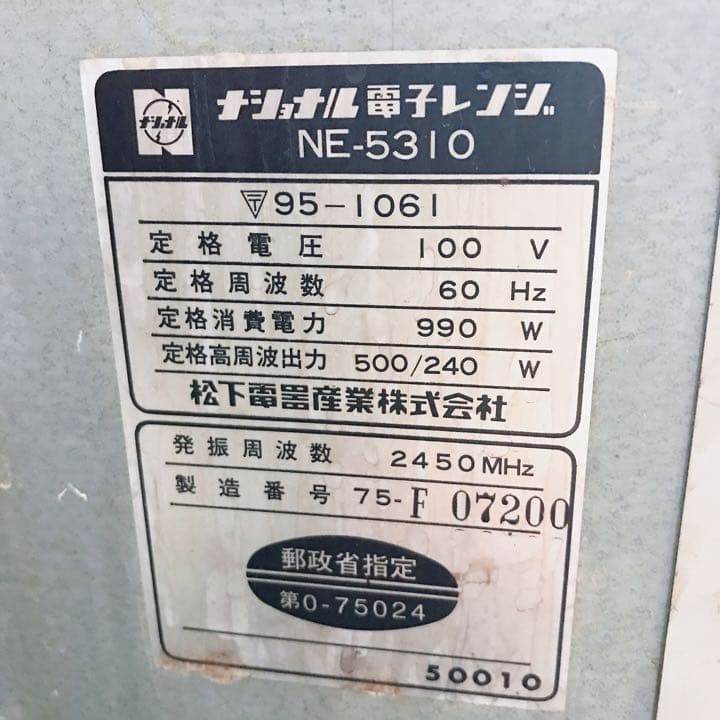 ナショナル
ナショナル電子レンジ
NE-5310
〒95-1061
定格電圧 100 V
定格周波数 60 Hz
定格消費電力 990 W
定格高周波出力 500/240 W
松下電器産業株式会社
発振周波数 2450MHz
製造番号 75-F 07200
郵政省指定
第0-75024
50010